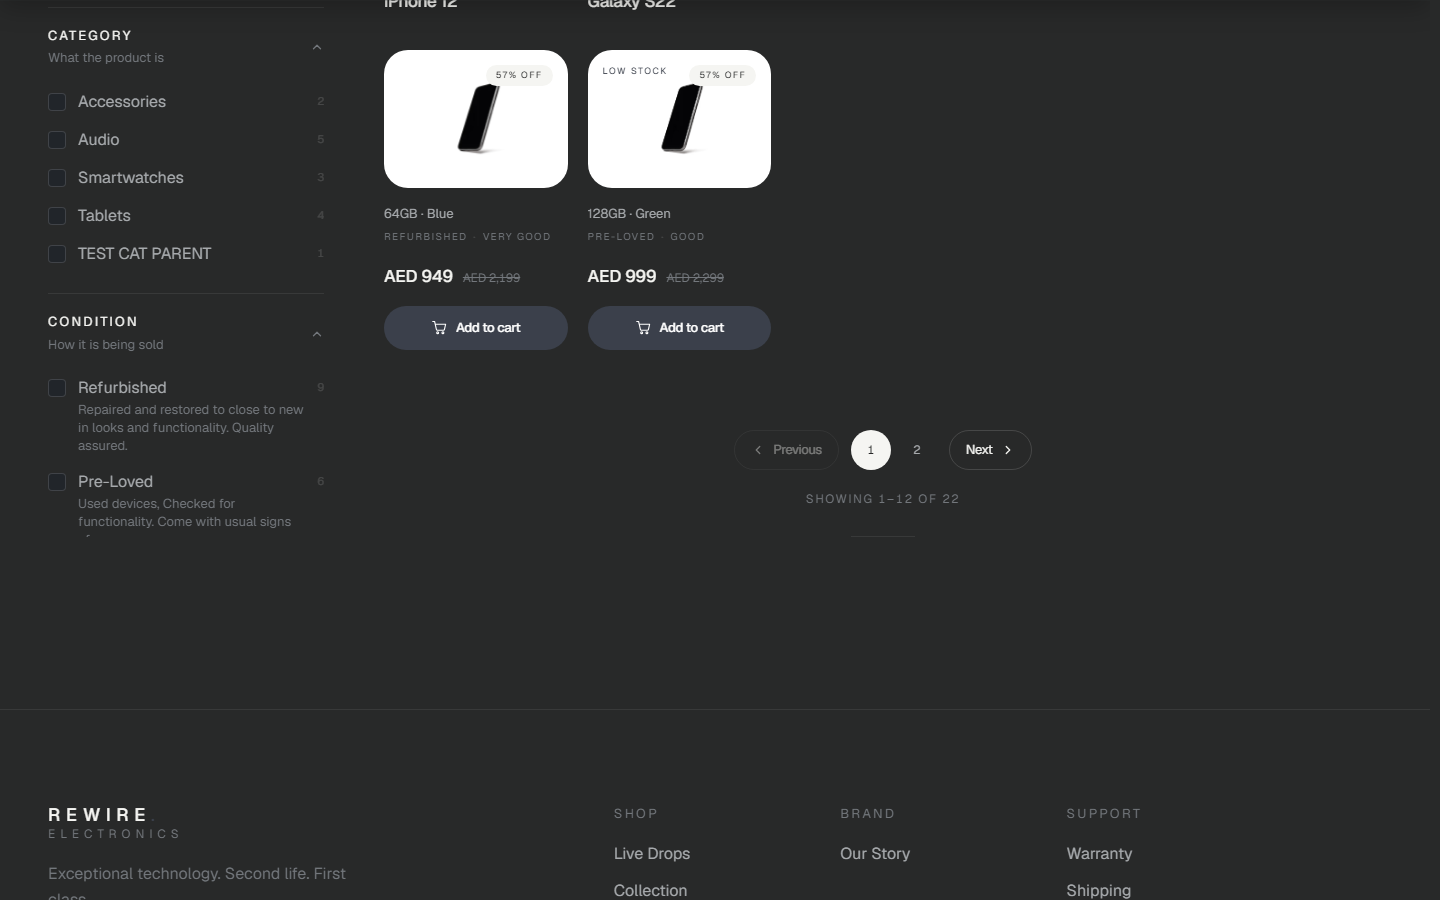 iPhone 12
Galaxy S22
CATEGORY
What the product is
Accessories 2
Audio 5
Smartwatches 3
Tablets 4
TEST CAT PARENT 1
CONDITION
How it is being sold
Refurbished 9
Repaired and restored to close to new
in looks and functionality. Quality
assured.
Pre-Loved 6
Used devices, Checked for
functionality. Come with usual signs
57% OFF
64GB · Blue
REFURBISHED · VERY GOOD
AED 949 AED 2,199
Add to cart
LOW STOCK
57% OFF
128GB · Green
PRE-LOVED · GOOD
AED 999 AED 2,299
Add to cart
Previous 1 2 Next
SHOWING 1–12 OF 22
REWIRE
ELECTRONICS
Exceptional technology. Second life. First
class.
SHOP
Live Drops
Collection
BRAND
Our Story
SUPPORT
Warranty
Shipping